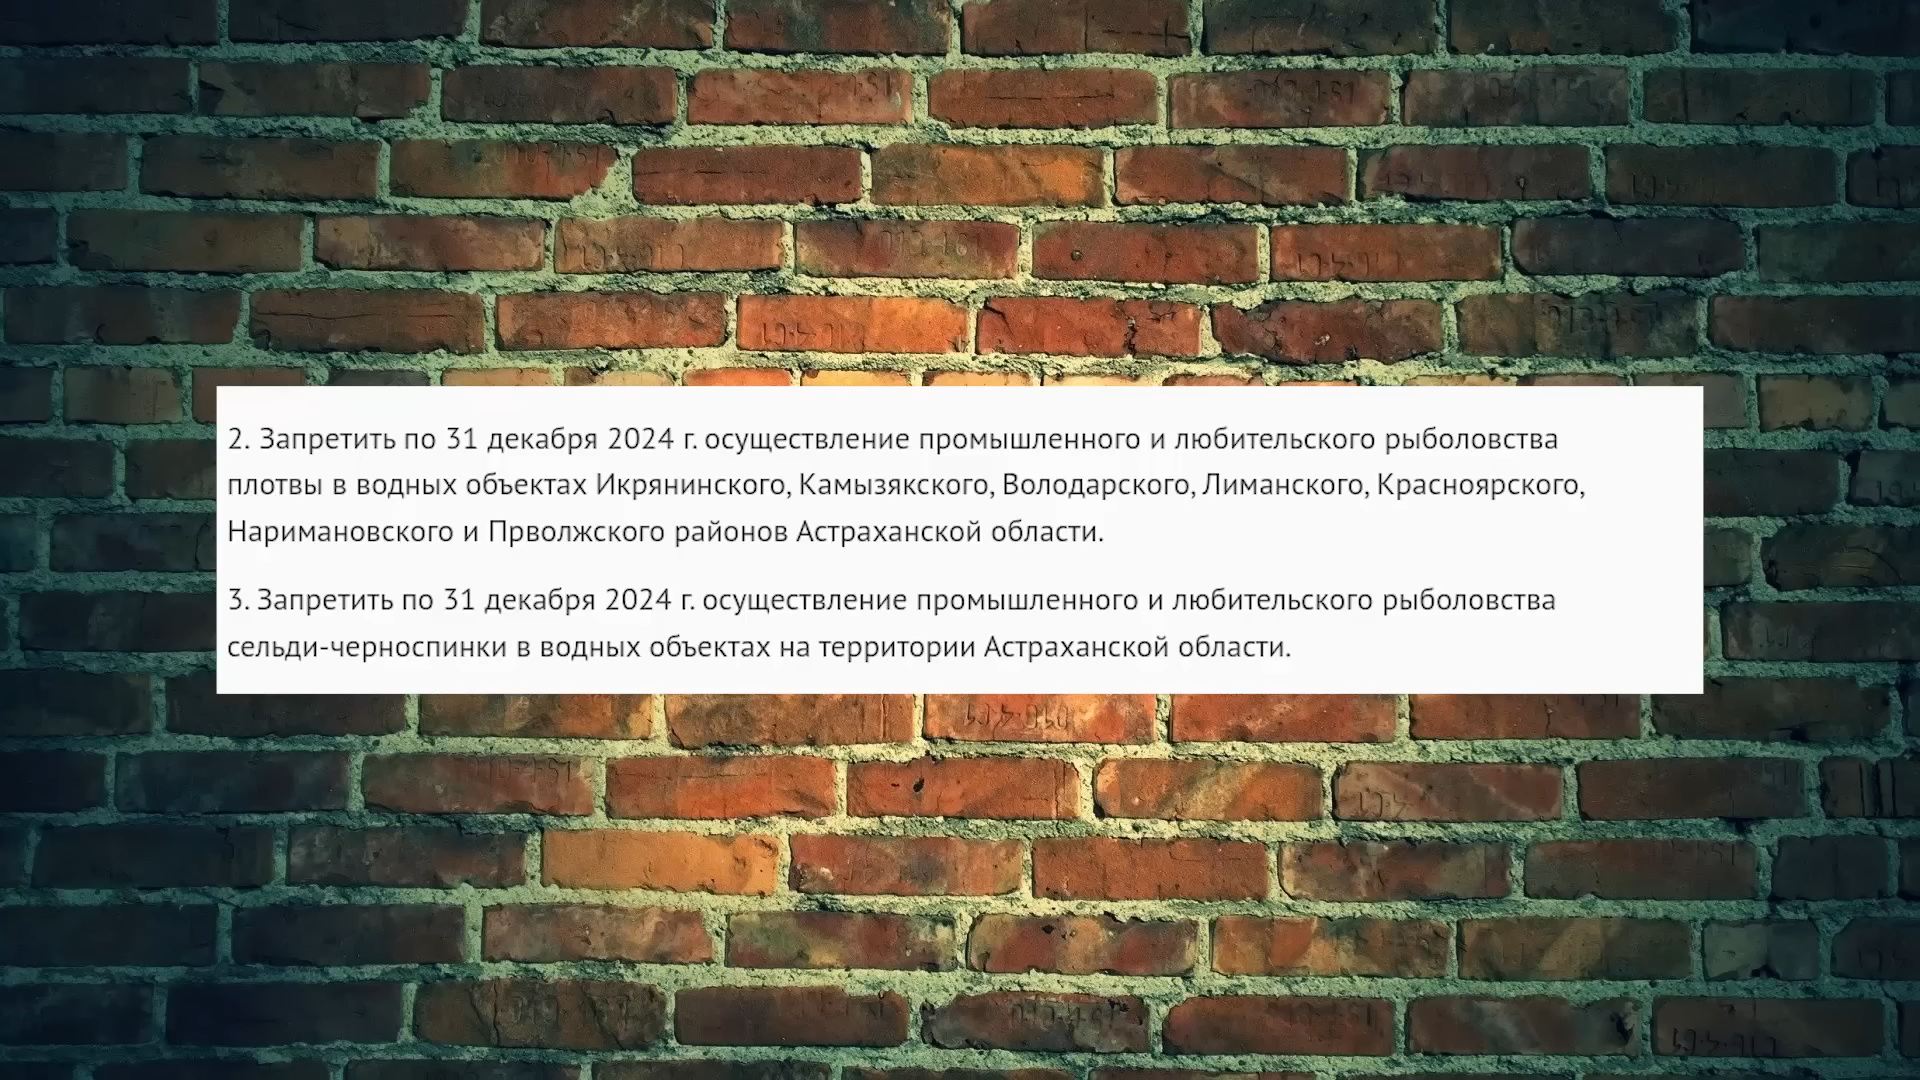 2. Запретить по 31 декабря 2024 г. осуществление промышленного и любительского рыболовства
плотвы в водных объектах Икрянинского, Камызякского, Володарского, Лиманского, Красноярского,
Наримановского и Прволжского районов Астраханской области.
3. Запретить по 31 декабря 2024 г. осуществление промышленного и любительского рыболовства
сельди-черноспинки в водных объектах на территории Астраханской области.